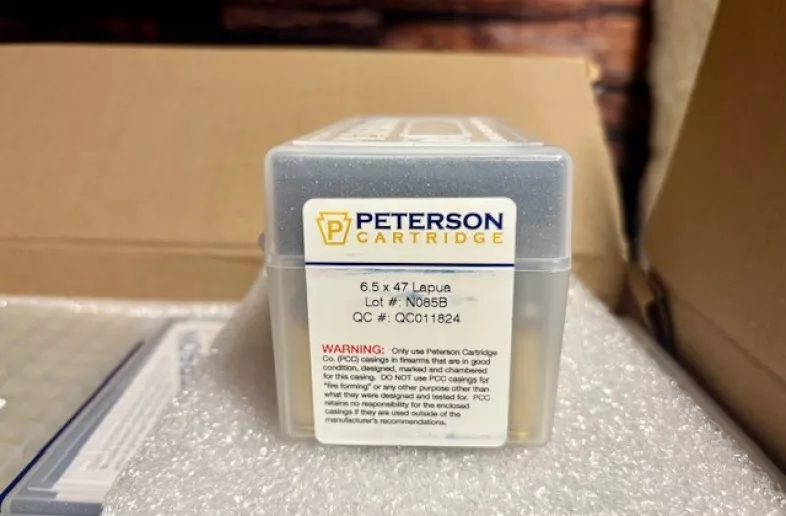 P PETERSON
CARTRIDGE
6.5 x 47 Lapua
Lot #: N085B
QC #: QC011824
WARNING: Only use Peterson Cartridge
Co. (PCC) casings in firearms that are in good
condition, designed, marked and chambered
for this casing. DO NOT use PCC casings for
"fire forming" or any other purpose other than
what they were designed and tested for. PCC
retains no responsibility for the enclosed
casings if they are used outside of the
manufacturer's recommendations.